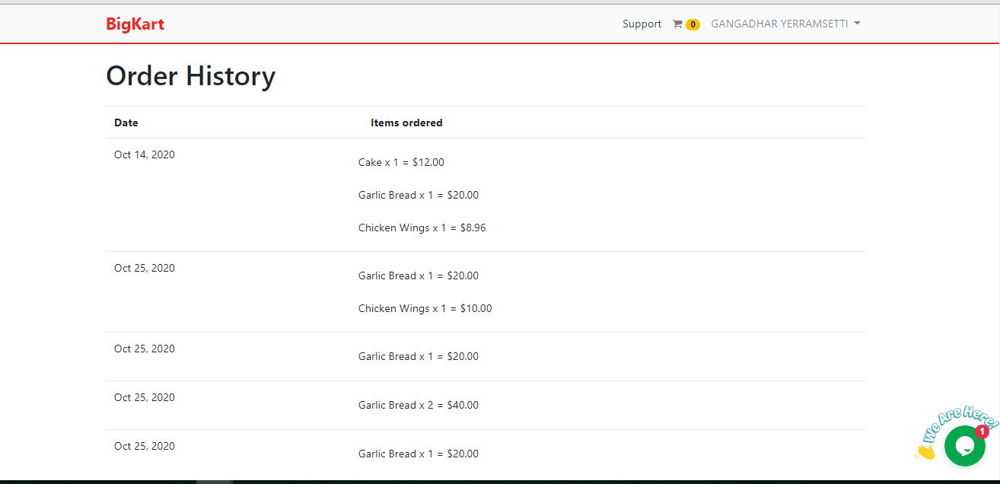 BigKart
Support 0 GANGADHAR YERRAMSETTI
Order History
Date Items ordered
Oct 14, 2020
Cake x 1 = $12.00
Garlic Bread x 1 = $20.00
Chicken Wings x 1 = $8.96
Oct 25, 2020
Garlic Bread x 1 = $20.00
Chicken Wings x 1 = $10.00
Oct 25, 2020
Garlic Bread x 1 = $20.00
Oct 25, 2020
Garlic Bread x 2 = $40.00
Oct 25, 2020
Garlic Bread x 1 = $20.00
We Are Here!
1